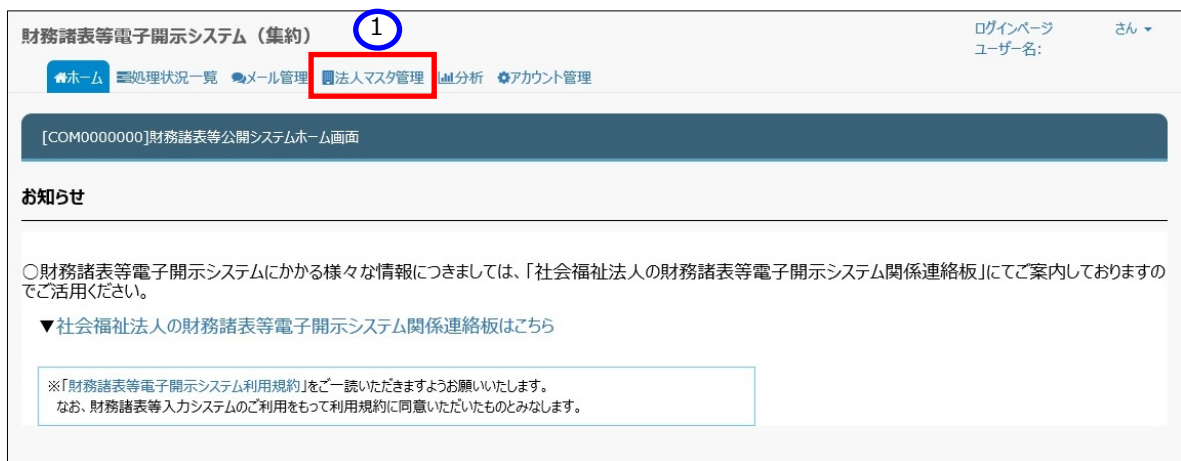 財務諸表等電子開示システム（集約）
1
ログインページ さん
ユーザー名：
ホーム 処理状況一覧 メール管理 法人マスタ管理 分析 アカウント管理
[COM0000000]財務諸表等公開システムホーム画面
お知らせ
○財務諸表等電子開示システムにかかる様々な情報につきましては、「社会福祉法人の財務諸表等電子開示システム関係連絡板」にてご案内しておりますの
でご活用ください。
▼社会福祉法人の財務諸表等電子開示システム関係連絡板はこちら
※「財務諸表等電子開示システム利用規約」をご一読いただきますようお願いいたします。
なお、財務諸表等入力システムのご利用をもって利用規約に同意いただいたものとみなします。